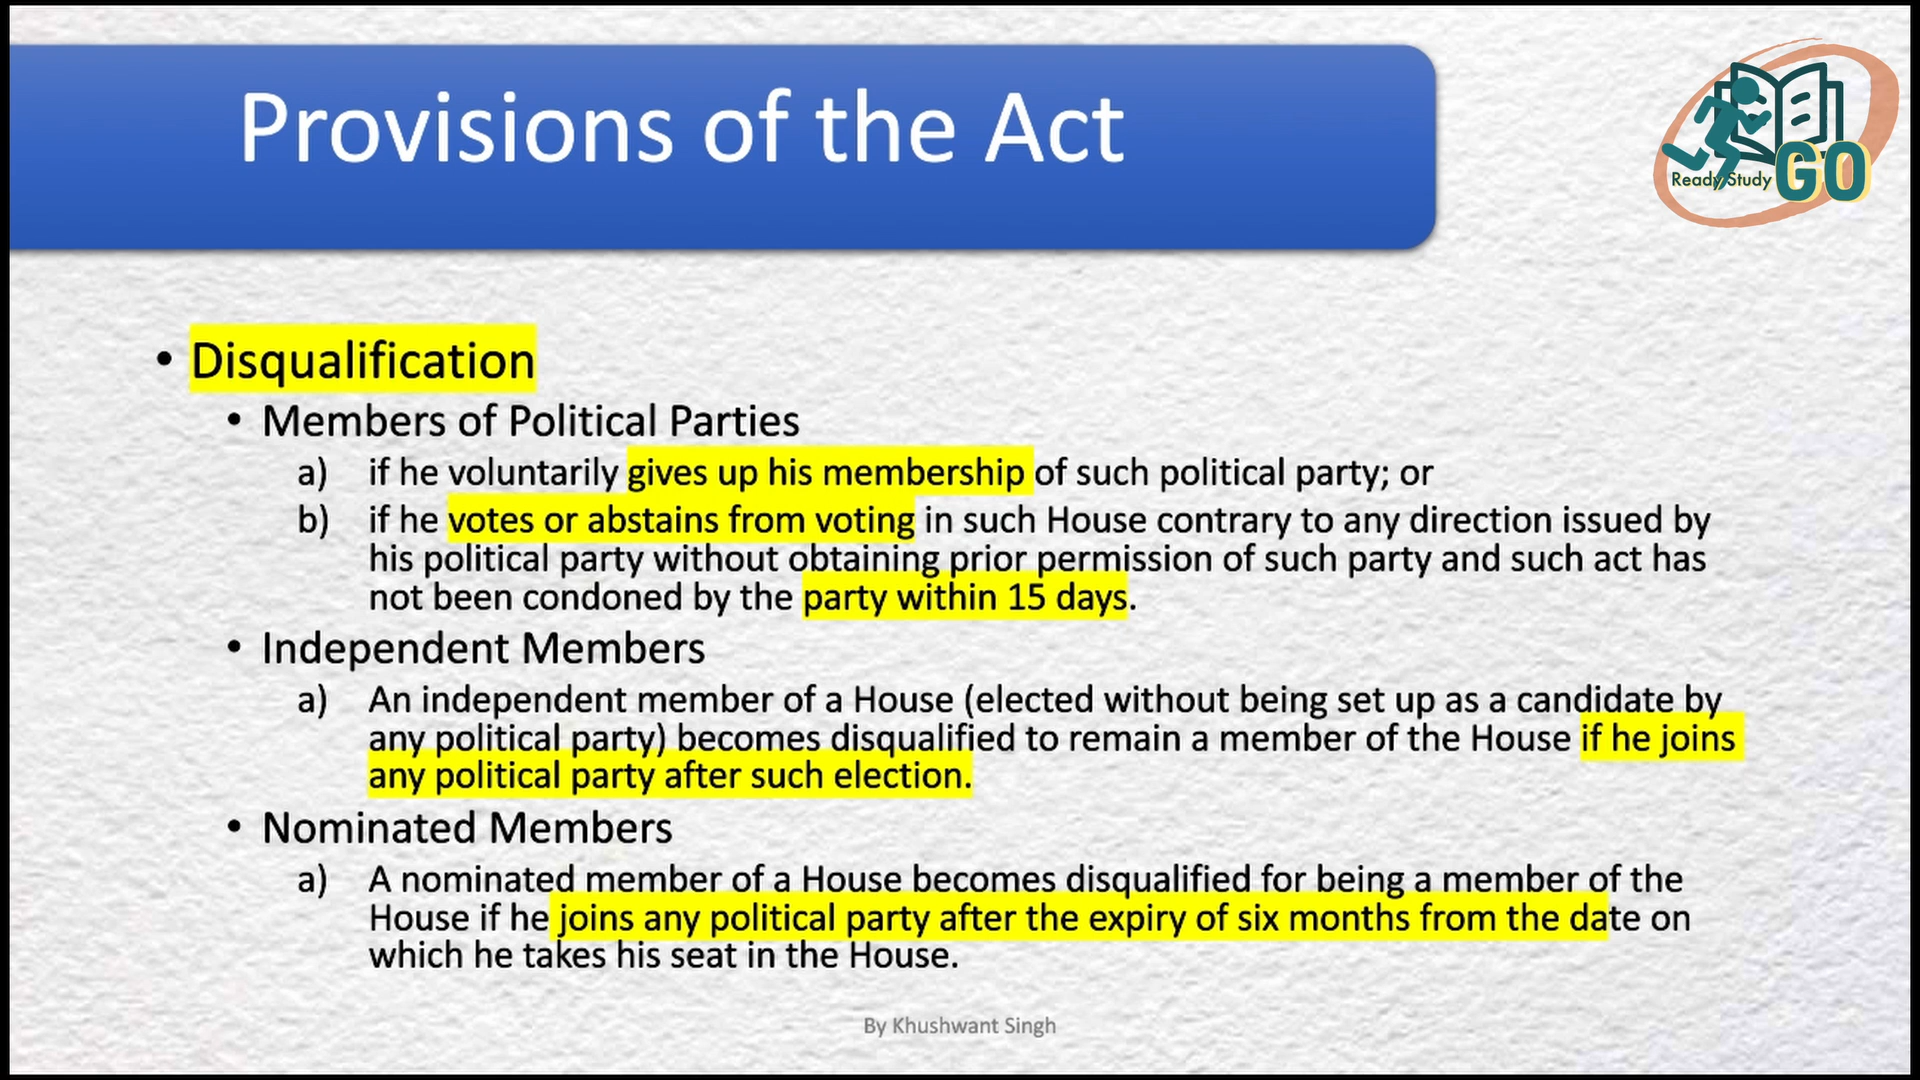 Provisions of the Act
Ready Study GO
• Disqualification
• Members of Political Parties
a) if he voluntarily gives up his membership of such political party; or
b) if he votes or abstains from voting in such House contrary to any direction issued by
his political party without obtaining prior permission of such party and such act has
not been condoned by the party within 15 days.
• Independent Members
a) An independent member of a House (elected without being set up as a candidate by
any political party) becomes disqualified to remain a member of the House if he joins
any political party after such election.
• Nominated Members
a) A nominated member of a House becomes disqualified for being a member of the
House if he joins any political party after the expiry of six months from the date on
which he takes his seat in the House.
By Khushwant Singh